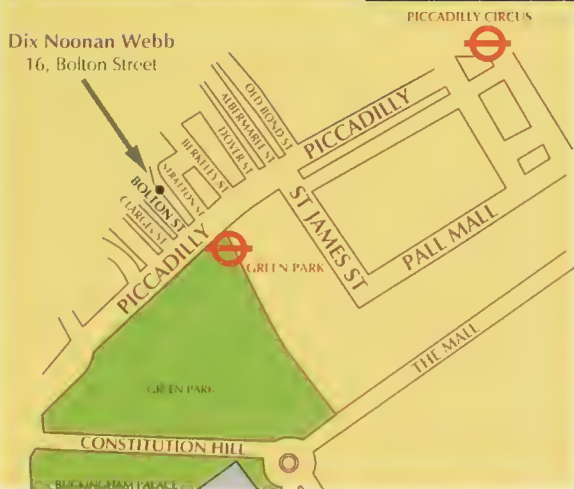 PICCADILLY CIRCUS
Dix Noonan Webb
16, Bolton Street
OLD BOND ST
ALBERMARLE ST
DOVER ST
BERKELEY ST
STRATTON ST
BOLTON ST
CLARGES ST
PICCADILLY
PICCADILLY
ST JAMES ST
PALL MALL
GREEN PARK
THE MALL
GREEN PARK
CONSTITUTION HILL
BUCKINGHAM PALACE